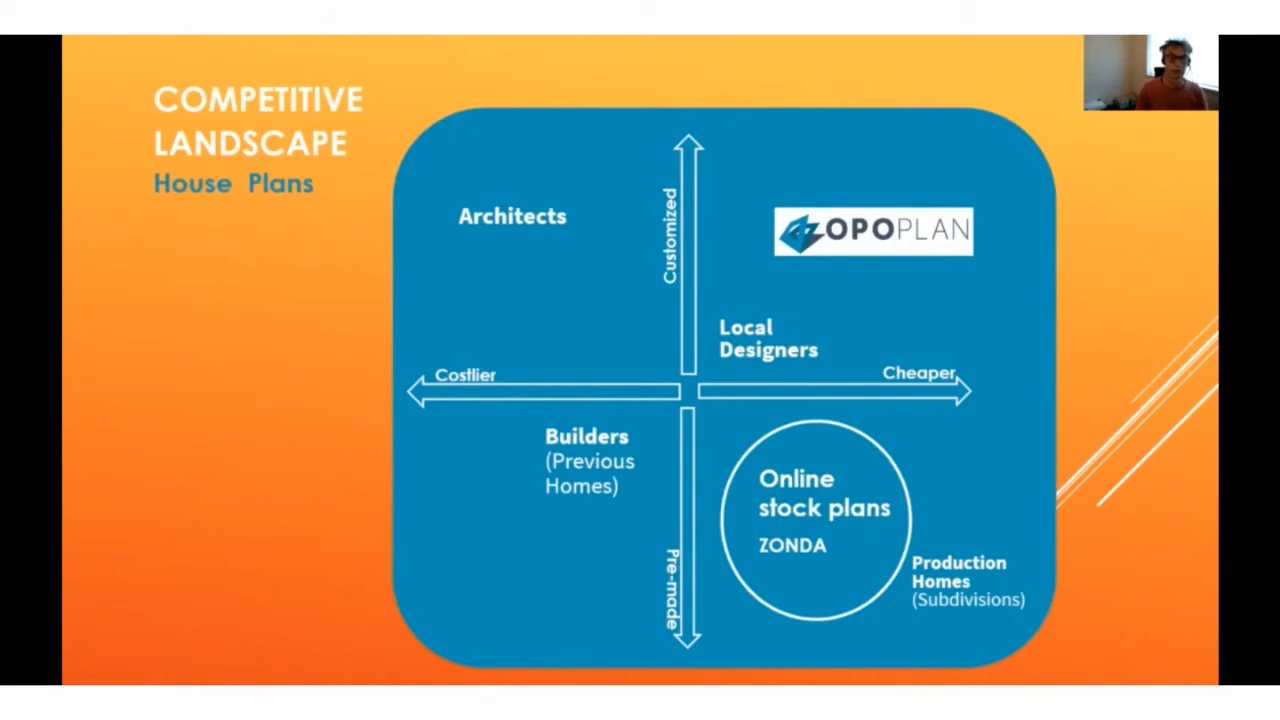 COMPETITIVE
LANDSCAPE
House Plans
Architects
Customized
OPOPLAN
Local
Designers
Costlier
Cheaper
Builders
(Previous
Homes)
Pre-made
Online
stock plans
ZONDA
Production
Homes
(Subdivisions)